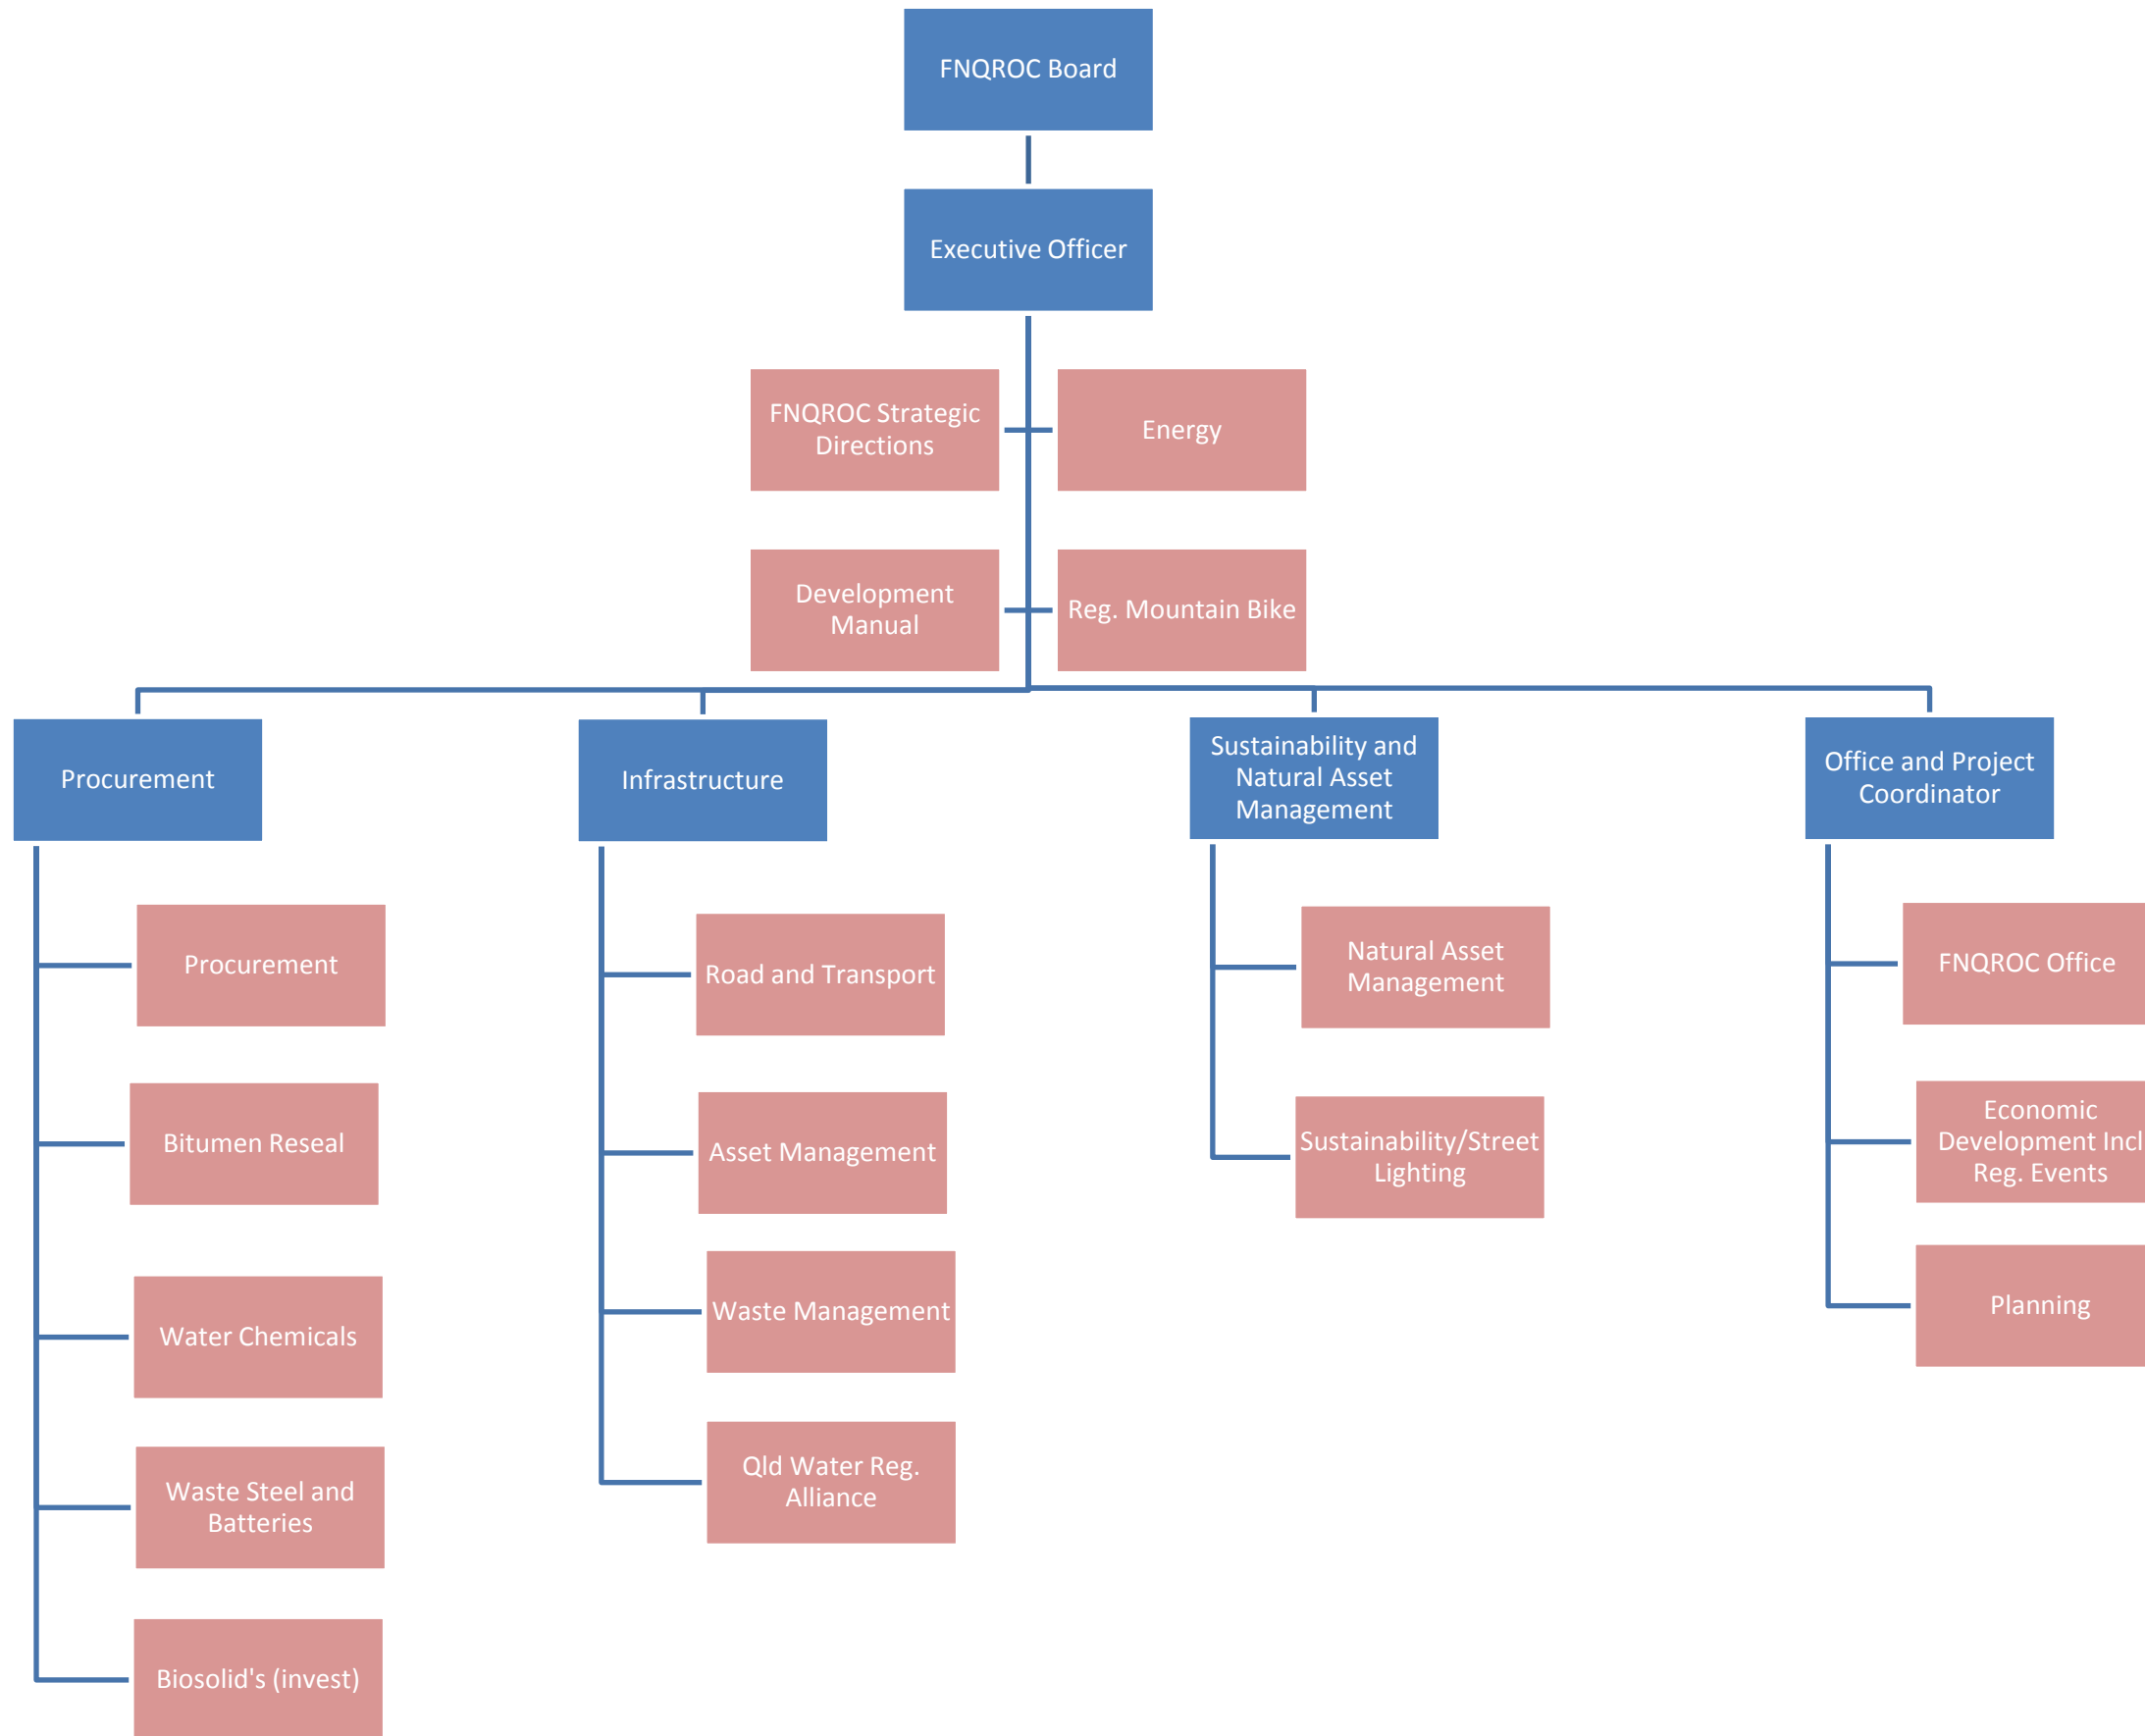 FNQROC Board
Executive Officer
FNQROC Strategic
Directions
Energy
Development
Manual
Reg. Mountain Bike
Procurement
Infrastructure
Sustainability and
Natural Asset
Management
Office and Project
Coordinator
Procurement
Bitumen Reseal
Water Chemicals
Waste Steel and
Batteries
Biosolid's (invest)
Road and Transport
Asset Management
Waste Management
Qld Water Reg.
Alliance
Natural Asset
Management
Sustainability/Street
Lighting
FNQROC Office
Economic
Development Incl
Reg. Events
Planning